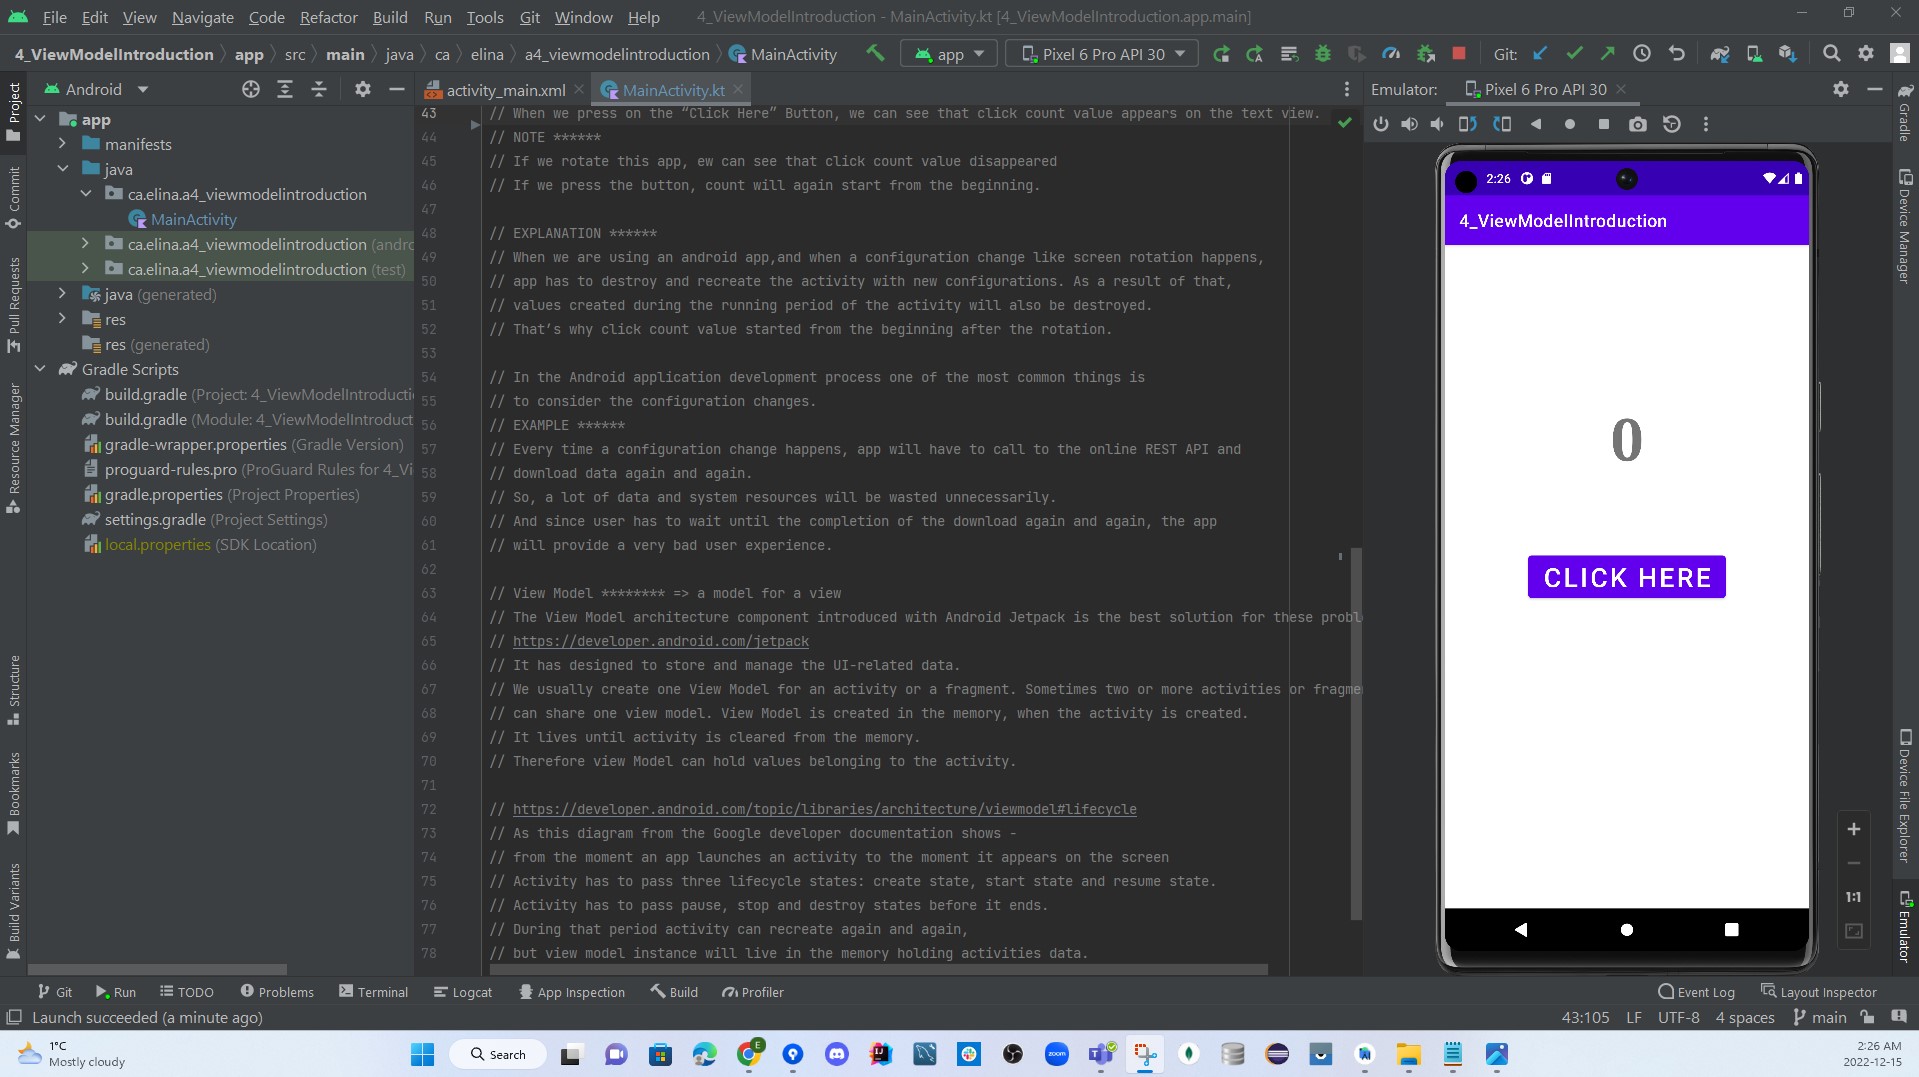 File Edit View Navigate Code Refactor Build Run Tools Git Window Help 4_ViewModelIntroduction - MainActivity.kt [4_ViewModelIntroduction.app.main]
4_ViewModelIntroduction app src main java ca elina a4_viewmodelintroduction MainActivity app Pixel 6 Pro API 30 Git:
Android
activity_main.xml MainActivity.kt
Emulator: Pixel 6 Pro API 30
Project
Commit
Pull Requests
Resource Manager
Structure
Bookmarks
Build Variants
app
manifests
java
ca.elina.a4_viewmodelintroduction
MainActivity
ca.elina.a4_viewmodelintroduction (andro
ca.elina.a4_viewmodelintroduction (test)
java (generated)
res
res (generated)
Gradle Scripts
build.gradle (Project: 4_ViewModelIntroducti
build.gradle (Module: 4_ViewModelIntroduct
gradle-wrapper.properties (Gradle Version)
proguard-rules.pro (ProGuard Rules for 4_Vi
gradle.properties (Project Properties)
settings.gradle (Project Settings)
local.properties (SDK Location)
43 // When we press on the “Click Here” Button, we can see that click count value appears on the text view.
44 // NOTE ******
45 // If we rotate this app, ew can see that click count value disappeared
46 // If we press the button, count will again start from the beginning.
47
48 // EXPLANATION ******
49 // When we are using an android app,and when a configuration change like screen rotation happens,
50 // app has to destroy and recreate the activity with new configurations. As a result of that,
51 // values created during the running period of the activity will also be destroyed.
52 // That’s why click count value started from the beginning after the rotation.
53
54 // In the Android application development process one of the most common things is
55 // to consider the configuration changes.
56 // EXAMPLE ******
57 // Every time a configuration change happens, app will have to call to the online REST API and
58 // download data again and again.
59 // So, a lot of data and system resources will be wasted unnecessarily.
60 // And since user has to wait until the completion of the download again and again, the app
61 // will provide a very bad user experience.
62
63 // View Model ******** => a model for a view
64 // The View Model architecture component introduced with Android Jetpack is the best solution for these probl
65 // https://developer.android.com/jetpack
66 // It has designed to store and manage the UI-related data.
67 // We usually create one View Model for an activity or a fragment. Sometimes two or more activities or fragme
68 // can share one view model. View Model is created in the memory, when the activity is created.
69 // It lives until activity is cleared from the memory.
70 // Therefore view Model can hold values belonging to the activity.
71
72 // https://developer.android.com/topic/libraries/architecture/viewmodel#lifecycle
73 // As this diagram from the Google developer documentation shows -
74 // from the moment an app launches an activity to the moment it appears on the screen
75 // Activity has to pass three lifecycle states: create state, start state and resume state.
76 // Activity has to pass pause, stop and destroy states before it ends.
77 // During that period activity can recreate again and again,
78 // but view model instance will live in the memory holding activities data.
2:26
4_ViewModelIntroduction
0
CLICK HERE
1:1
Gradle
Device Manager
Device File Explorer
Emulator
Git Run TODO Problems Terminal Logcat App Inspection Build Profiler Event Log Layout Inspector
Launch succeeded (a minute ago) 43:105 LF UTF-8 4 spaces main
1°C
Mostly cloudy
Search
zoom
2:26 AM
2022-12-15